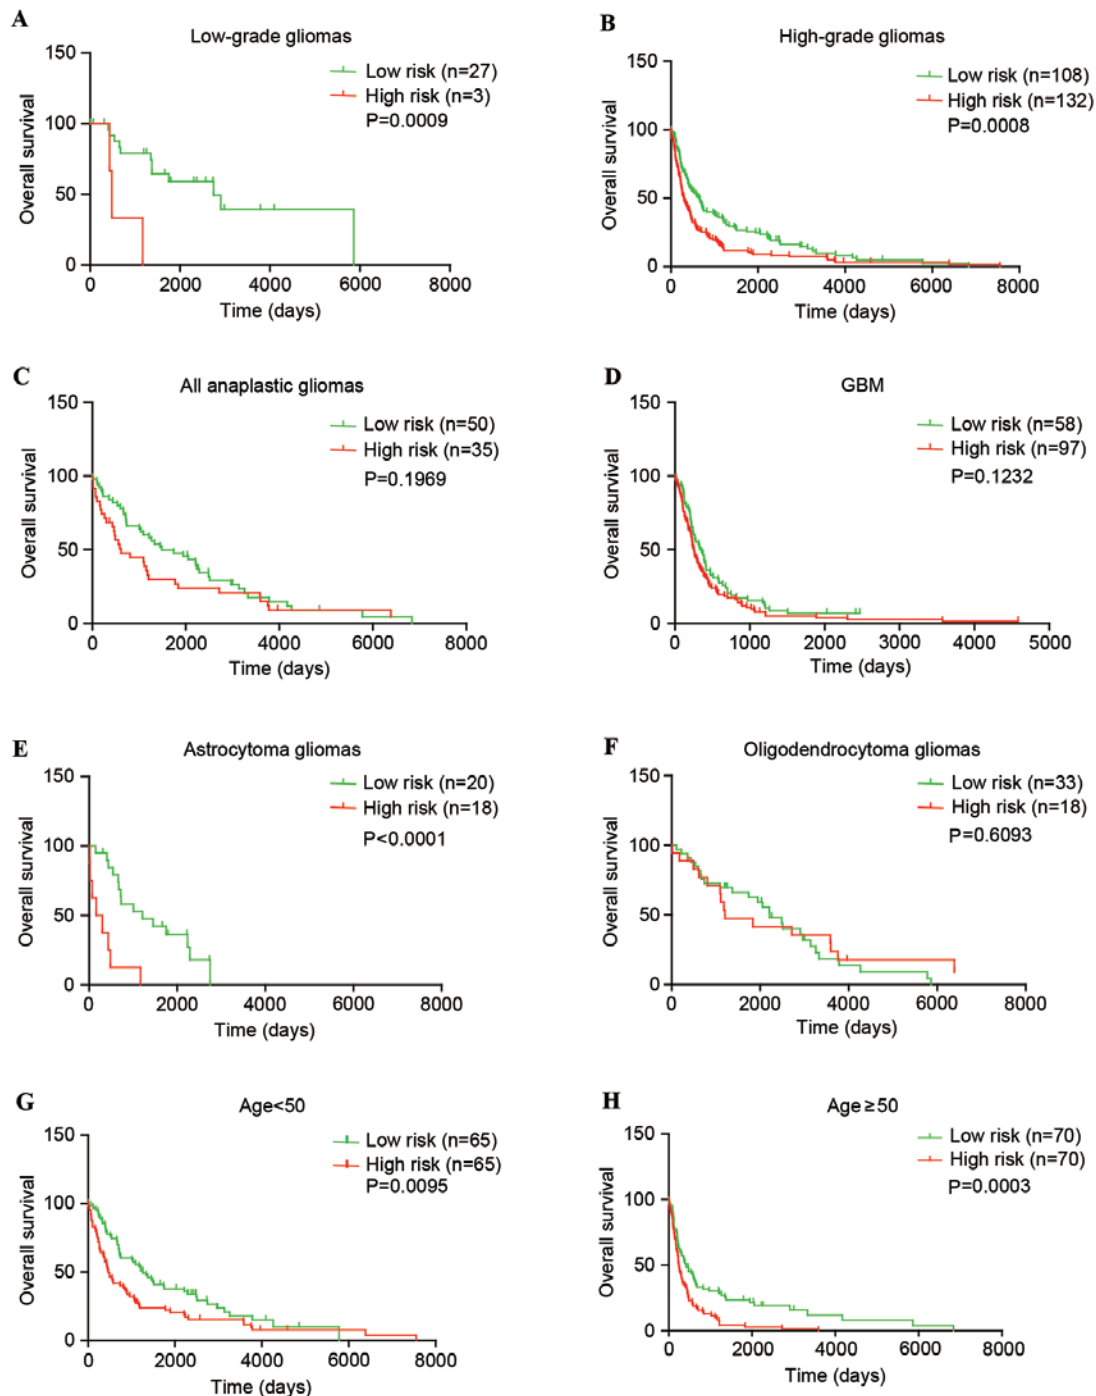 A
Low-grade gliomas
150
100
50
0
Overall survival
Low risk (n=27)
High risk (n=3)
P=0.0009
0 2000 4000 6000 8000
Time (days)
B
High-grade gliomas
150
100
50
0
Overall survival
Low risk (n=108)
High risk (n=132)
P=0.0008
0 2000 4000 6000 8000
Time (days)
C
All anaplastic gliomas
150
100
50
0
Overall survival
Low risk (n=50)
High risk (n=35)
P=0.1969
0 2000 4000 6000 8000
Time (days)
D
GBM
150
100
50
0
Overall survival
Low risk (n=58)
High risk (n=97)
P=0.1232
0 1000 2000 3000 4000 5000
Time (days)
E
Astrocytoma gliomas
150
100
50
0
Overall survival
Low risk (n=20)
High risk (n=18)
P<0.0001
0 2000 4000 6000 8000
Time (days)
F
Oligodendrocytoma gliomas
150
100
50
0
Overall survival
Low risk (n=33)
High risk (n=18)
P=0.6093
0 2000 4000 6000 8000
Time (days)
G
Age<50
150
100
50
0
Overall survival
Low risk (n=65)
High risk (n=65)
P=0.0095
0 2000 4000 6000 8000
Time (days)
H
Age≥50
150
100
50
0
Overall survival
Low risk (n=70)
High risk (n=70)
P=0.0003
0 2000 4000 6000 8000
Time (days)